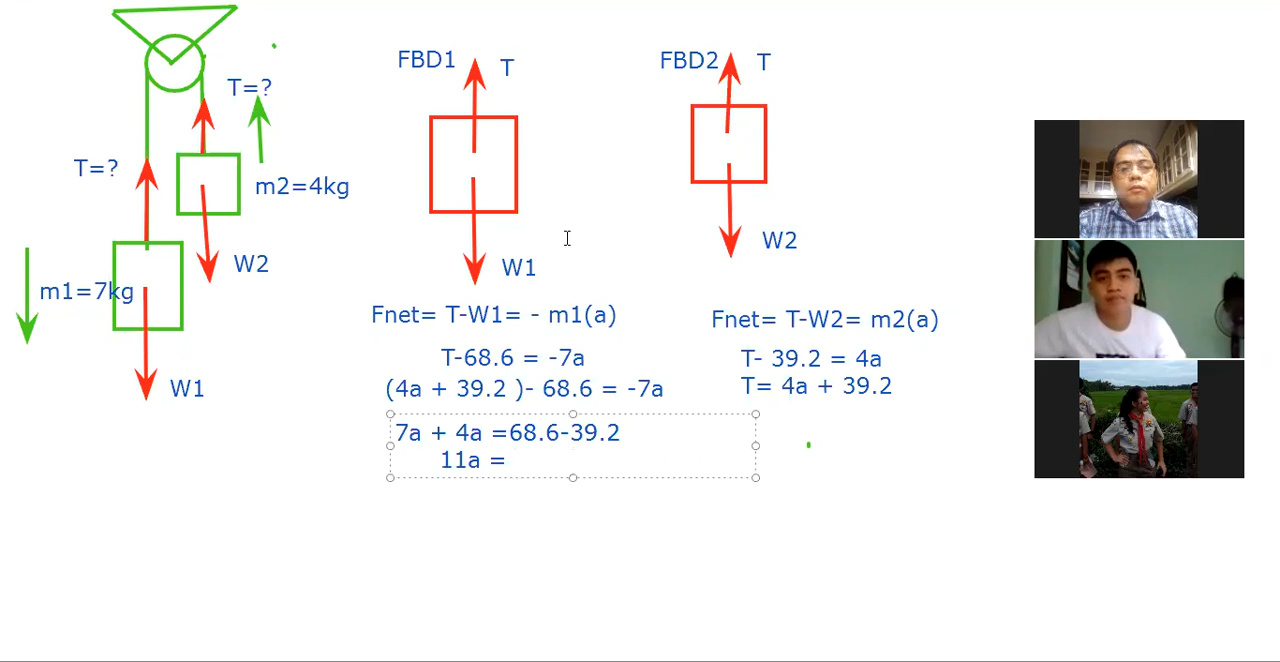 T=?
T=?
m2=4kg
W2
m1=7kg
W1
FBD1
T
W1
Fnet= T-W1= - m1(a)
T-68.6 = -7a
(4a + 39.2 )- 68.6 = -7a
7a + 4a =68.6-39.2
11a =
FBD2
T
W2
Fnet= T-W2= m2(a)
T- 39.2 = 4a
T= 4a + 39.2